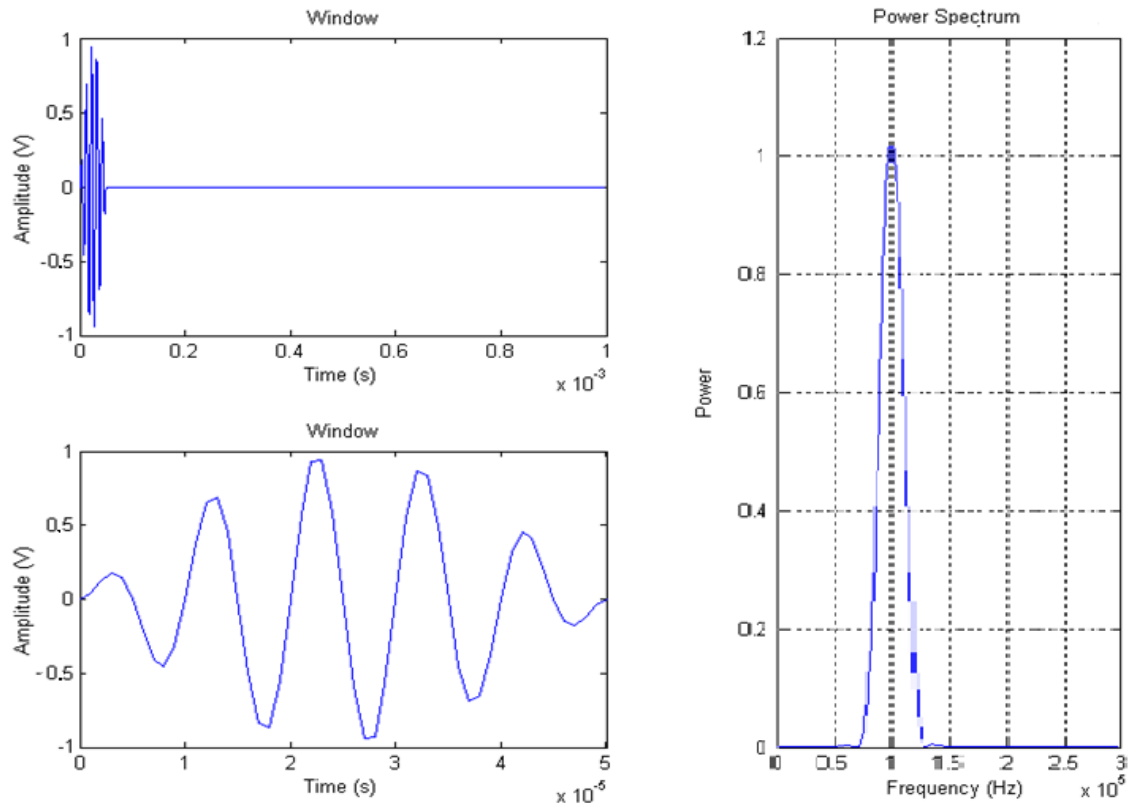 Window
Amplitude (V)
1
0.5
0
-0.5
-1
0 0.2 0.4 0.6 0.8 1
Time (s)
x 10^-3
Window
Amplitude (V)
1
0.5
0
-0.5
-1
0 1 2 3 4 5
Time (s)
x 10^-5
Power Spectrum
Power
1.2
1
0.8
0.6
0.4
0.2
0
0 0.5 1 1.5 2 2.5 3
Frequency (Hz)
x 10^5